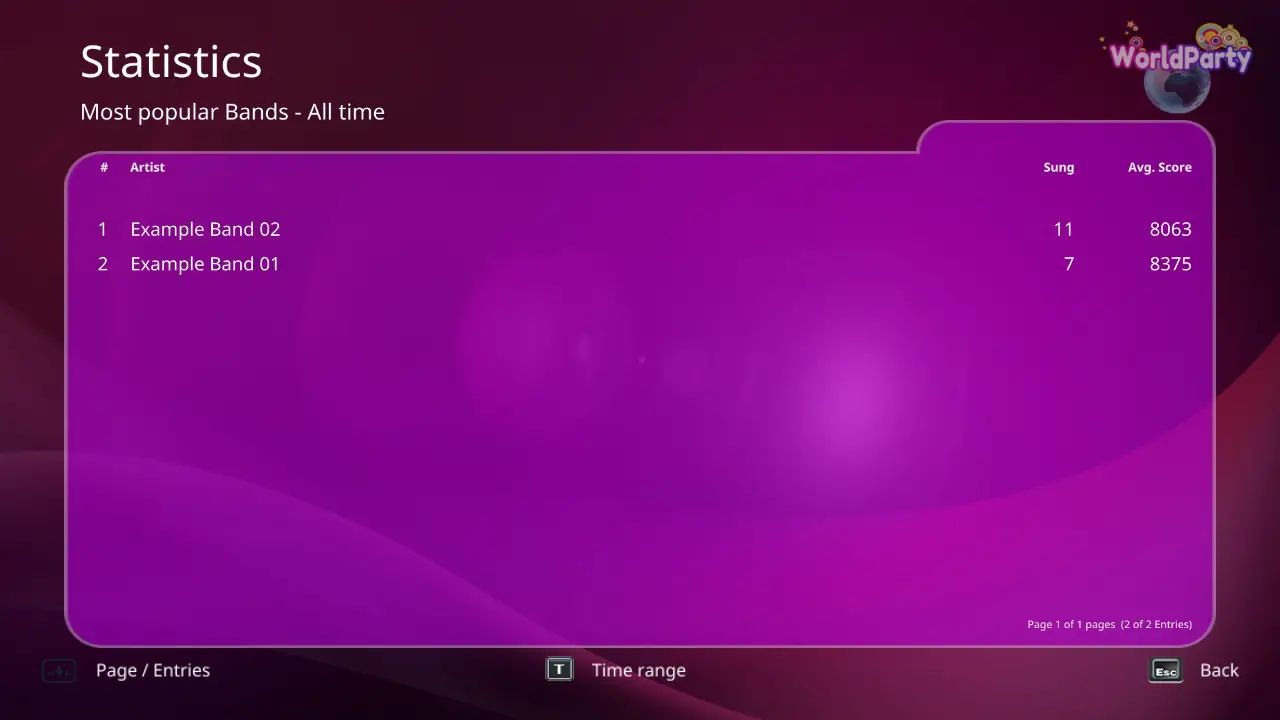 Statistics
WorldParty
Most popular Bands - All time
# Artist Sung Avg. Score
1 Example Band 02 11 8063
2 Example Band 01 7 8375
Page 1 of 1 pages (2 of 2 Entries)
Page / Entries T Time range Esc Back